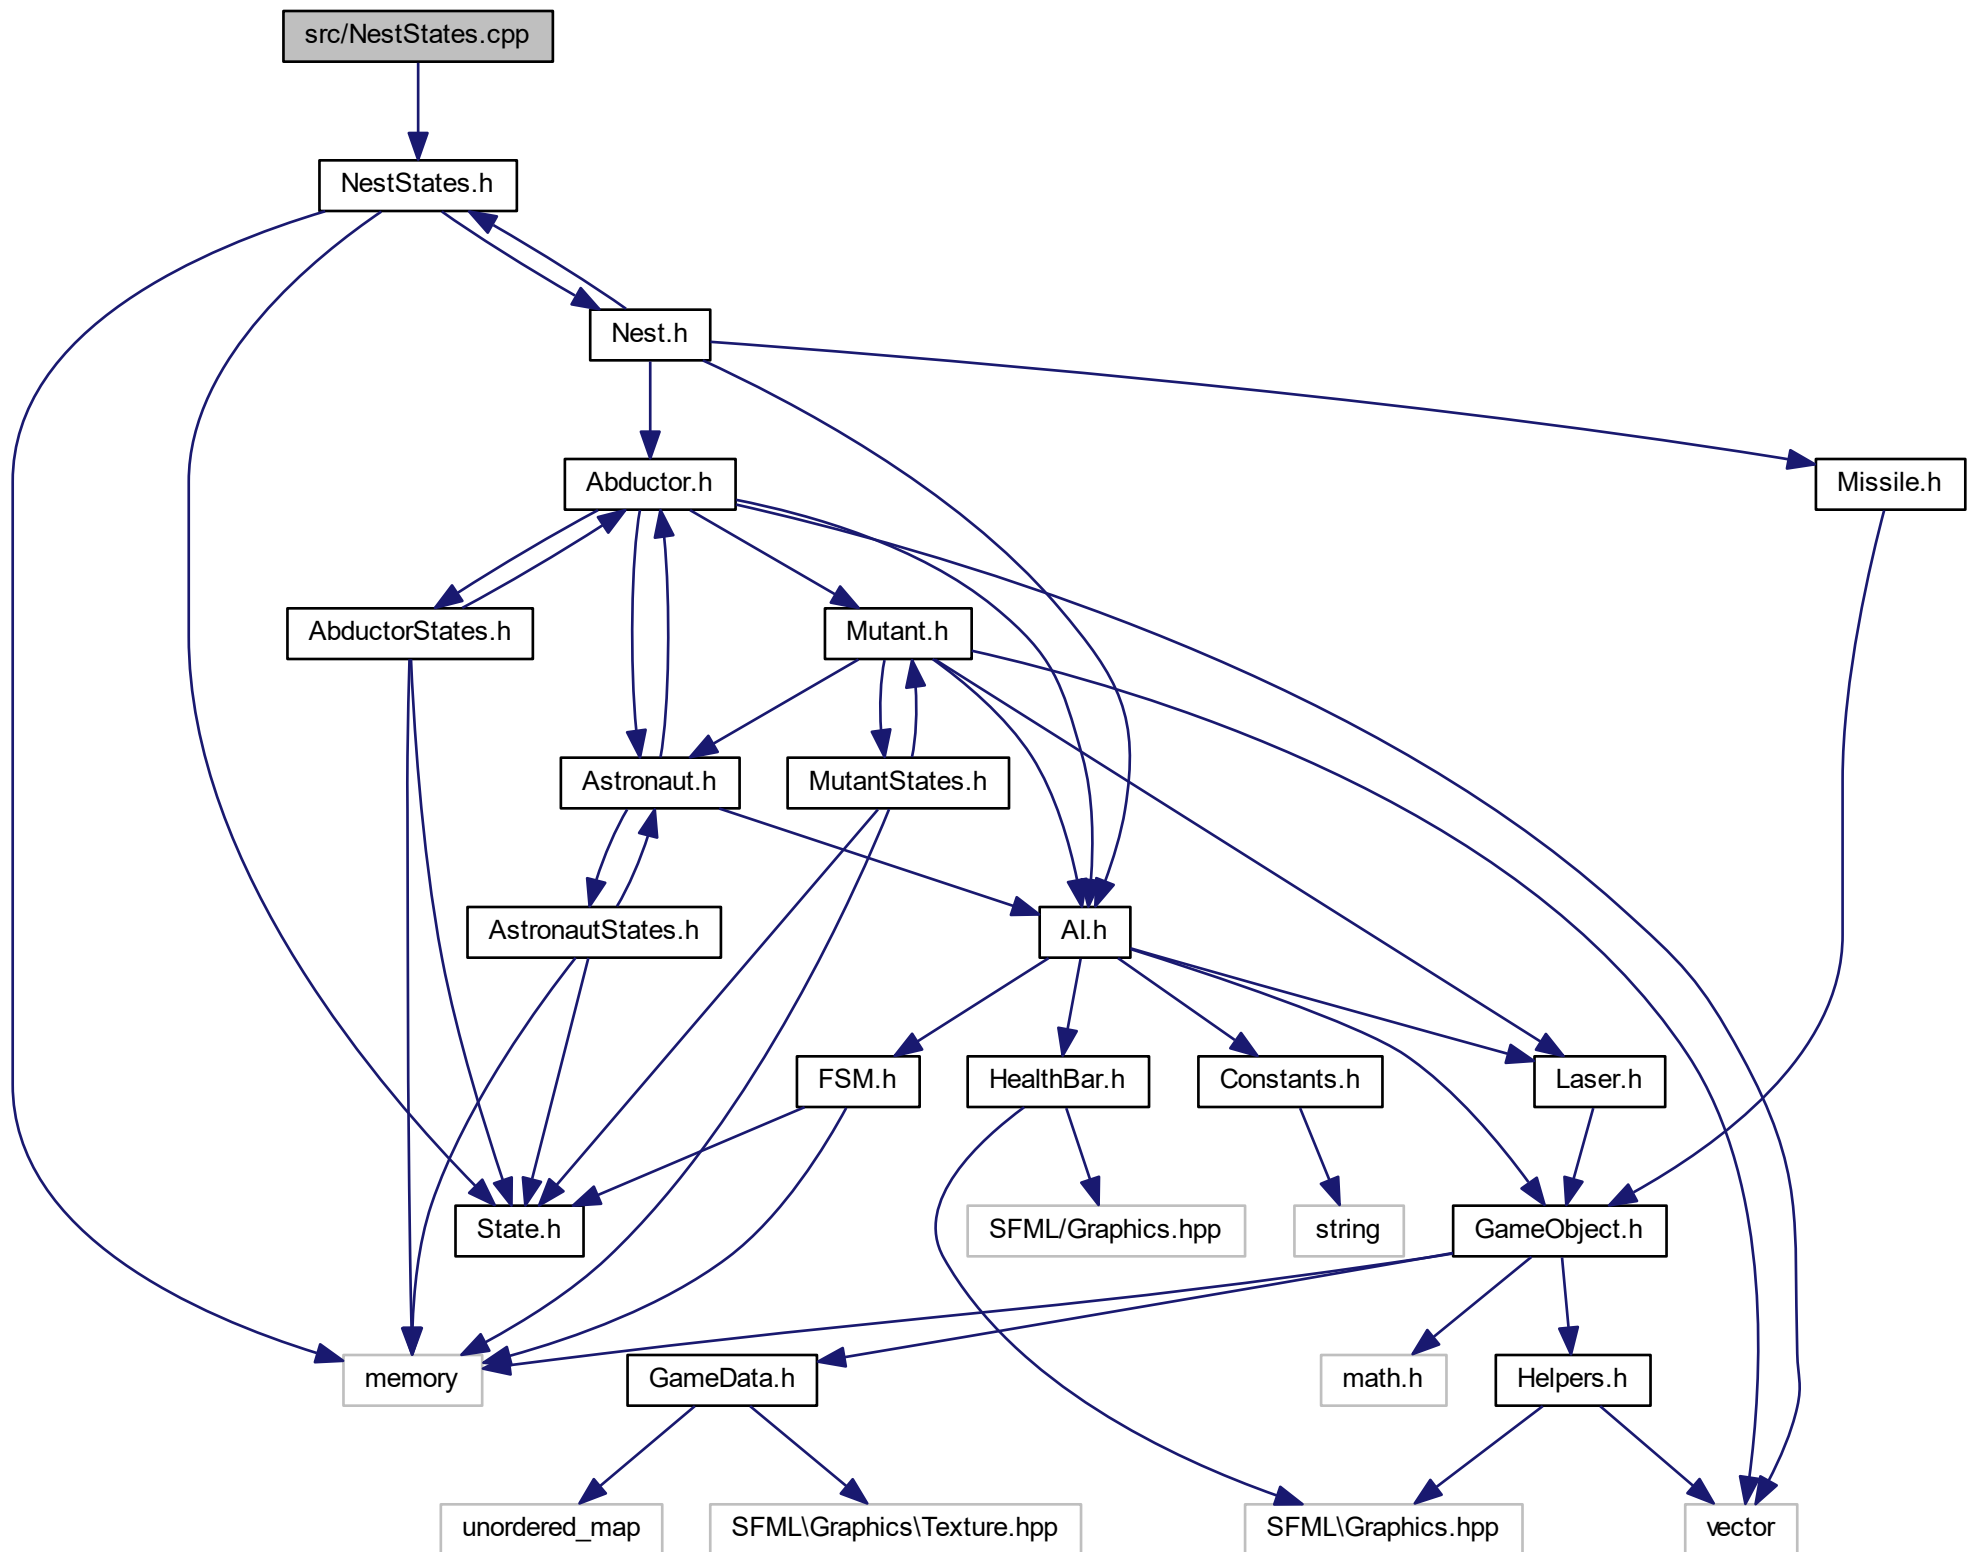 src/NestStates.cpp
NestStates.h
Nest.h
Abductor.h
Missile.h
AbductorStates.h
Mutant.h
Astronaut.h
MutantStates.h
AstronautStates.h
AI.h
FSM.h
HealthBar.h
Constants.h
Laser.h
State.h
SFML/Graphics.hpp
string
GameObject.h
memory
GameData.h
math.h
Helpers.h
unordered_map
SFML\Graphics\Texture.hpp
SFML\Graphics.hpp
vector